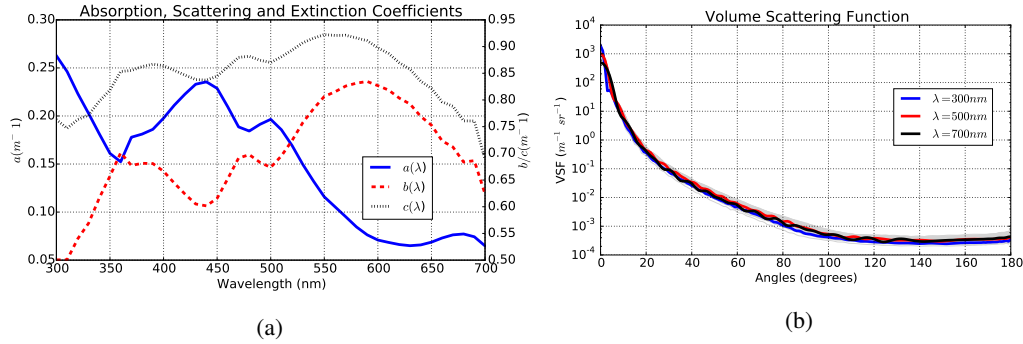 Absorption, Scattering and Extinction Coefficients
0.30
0.25
0.20
0.15
0.10
0.05
a(m⁻ 1)
0.95
0.90
0.85
0.80
0.75
0.70
0.65
0.60
0.55
0.50
b/c(m⁻ 1)
a(λ)
b(λ)
c(λ)
300 350 400 450 500 550 600 650 700
Wavelength (nm)
(a)
Volume Scattering Function
10⁴
10³
10²
10¹
10⁰
10⁻¹
10⁻²
10⁻³
10⁻⁴
VSF (m⁻¹ sr⁻¹)
λ=300nm
λ=500nm
λ=700nm
0 20 40 60 80 100 120 140 160 180
Angles (degrees)
(b)